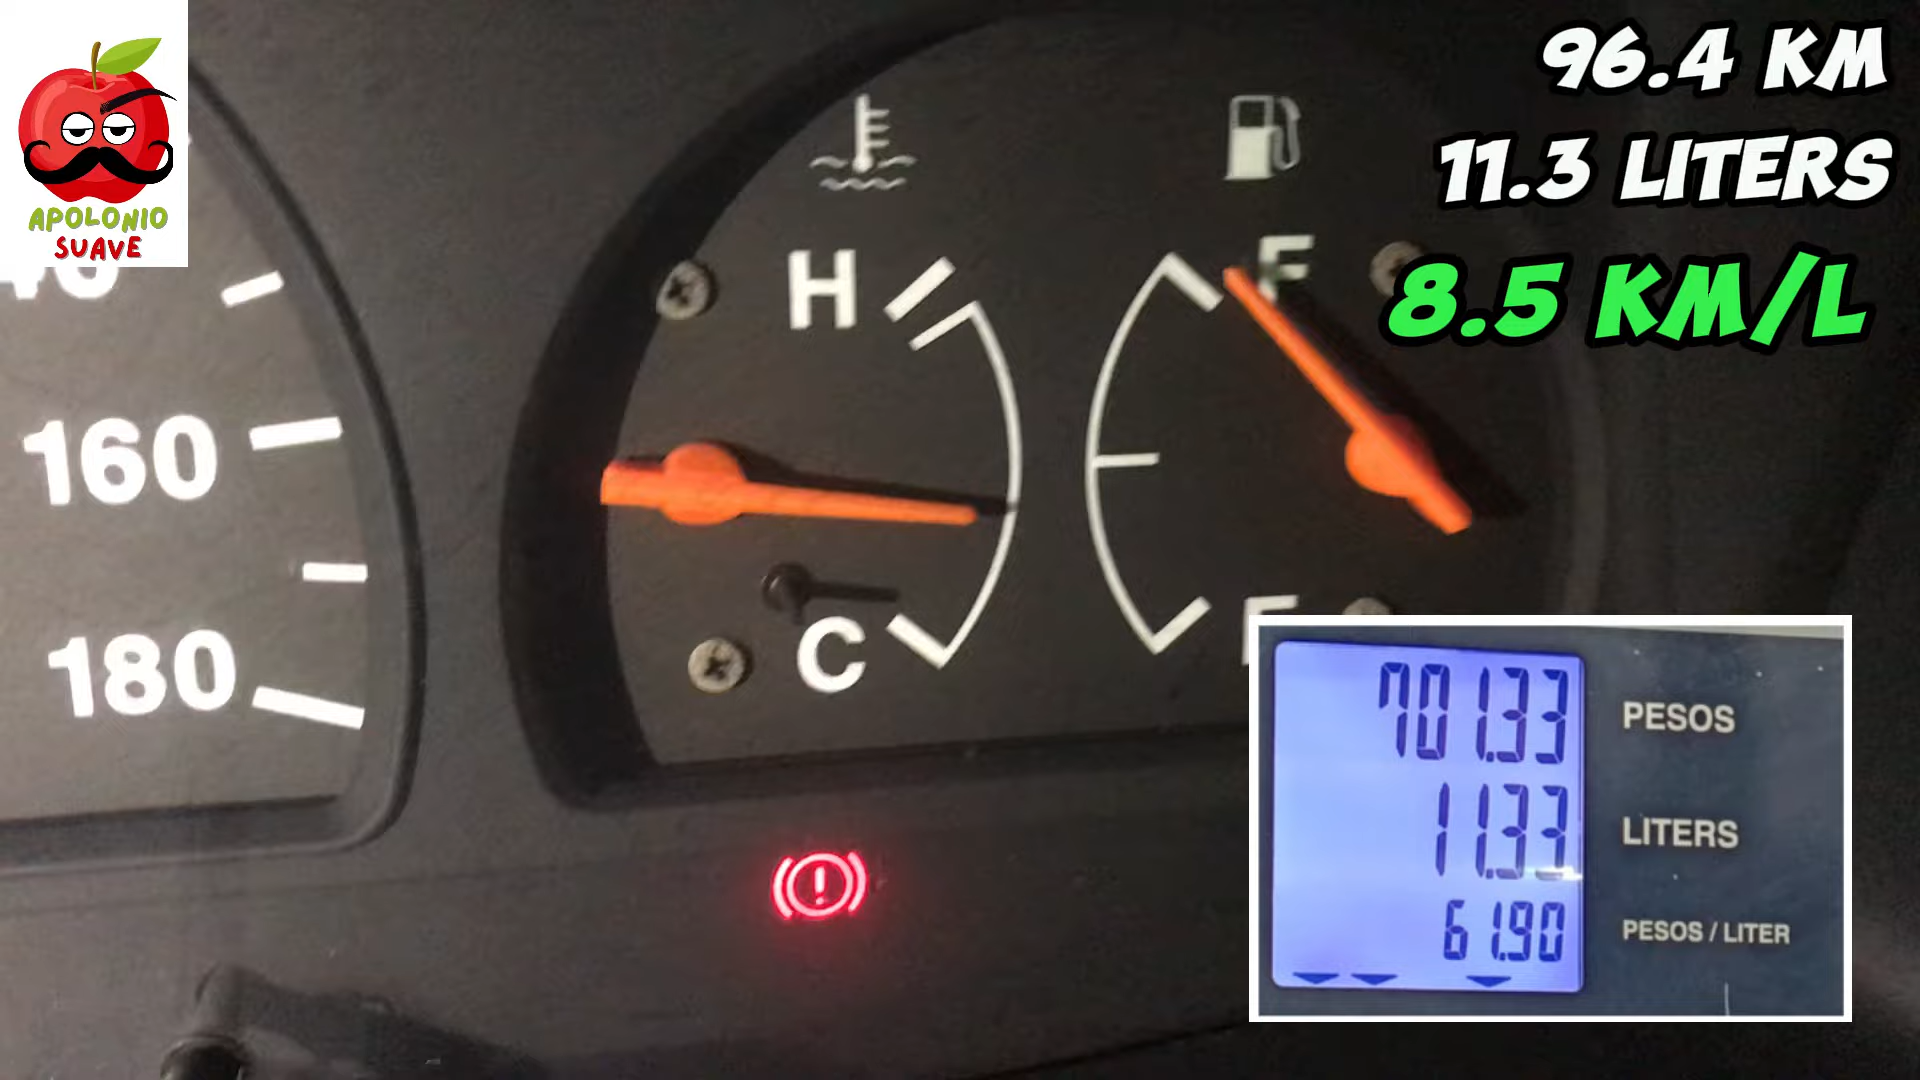 96.4 KM
11.3 LITERS
8.5 KM/L
APOLONIO
SUAVE
160
180
H
C
F
701.33 PESOS
11.33 LITERS
61.90 PESOS / LITER